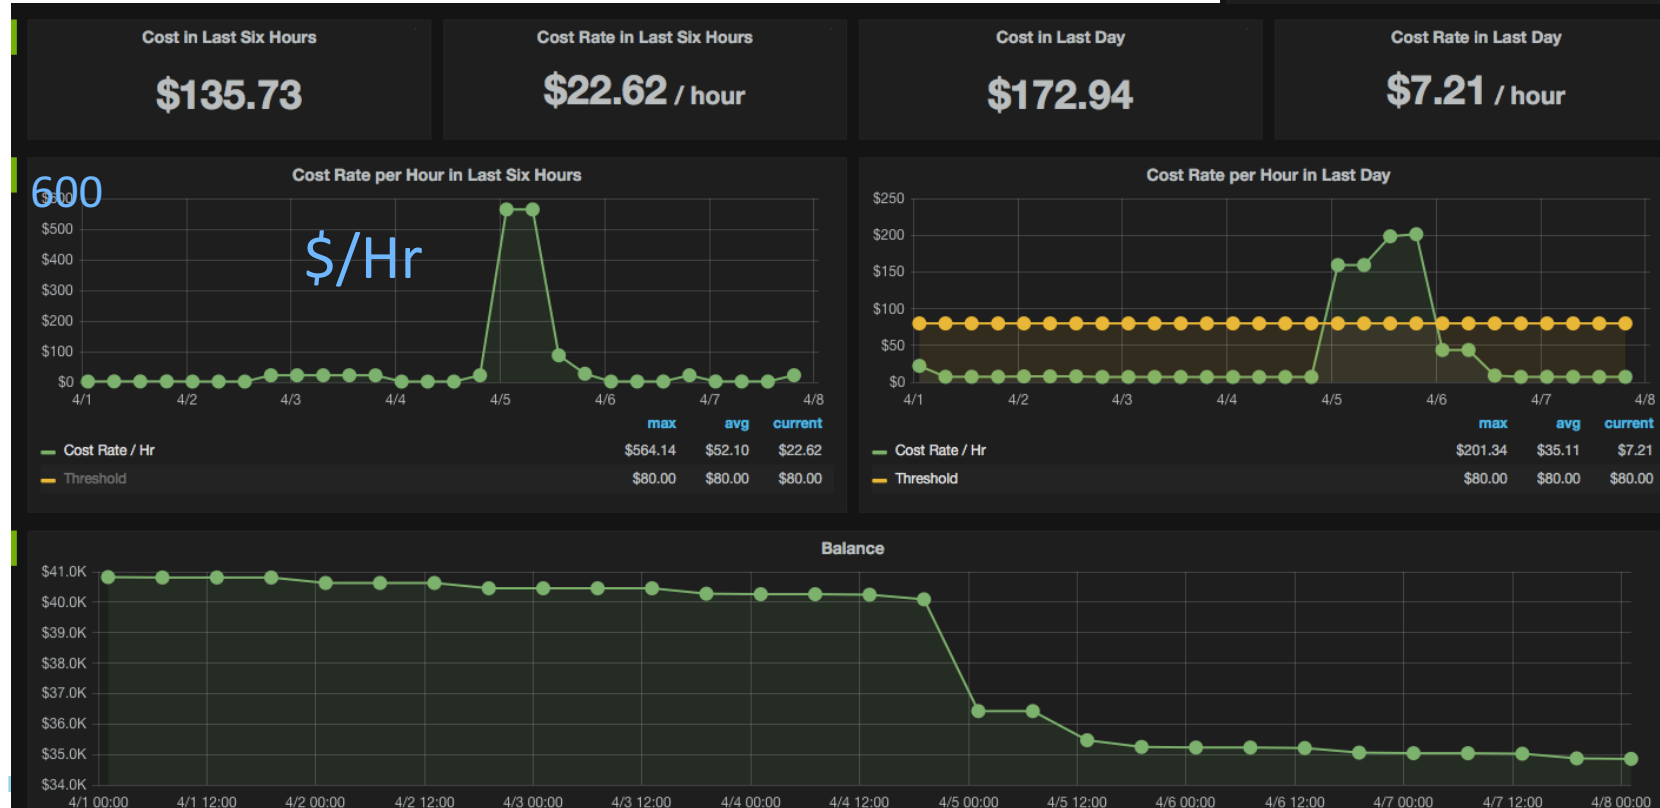 Cost in Last Six Hours
$135.73
Cost Rate in Last Six Hours
$22.62 / hour
Cost in Last Day
$172.94
Cost Rate in Last Day
$7.21 / hour
Cost Rate per Hour in Last Six Hours
600
$/Hr
$600
$500
$400
$300
$200
$100
$0
4/1 4/2 4/3 4/4 4/5 4/6 4/7 4/8
max avg current
Cost Rate / Hr $564.14 $52.10 $22.62
Threshold $80.00 $80.00 $80.00
Cost Rate per Hour in Last Day
$250
$200
$150
$100
$50
$0
4/1 4/2 4/3 4/4 4/5 4/6 4/7 4/8
max avg current
Cost Rate / Hr $201.34 $35.11 $7.21
Threshold $80.00 $80.00 $80.00
Balance
$41.0K
$40.0K
$39.0K
$38.0K
$37.0K
$36.0K
$35.0K
$34.0K
4/1 00:00 4/1 12:00 4/2 00:00 4/2 12:00 4/3 00:00 4/3 12:00 4/4 00:00 4/4 12:00 4/5 00:00 4/5 12:00 4/6 00:00 4/6 12:00 4/7 00:00 4/7 12:00 4/8 00:00